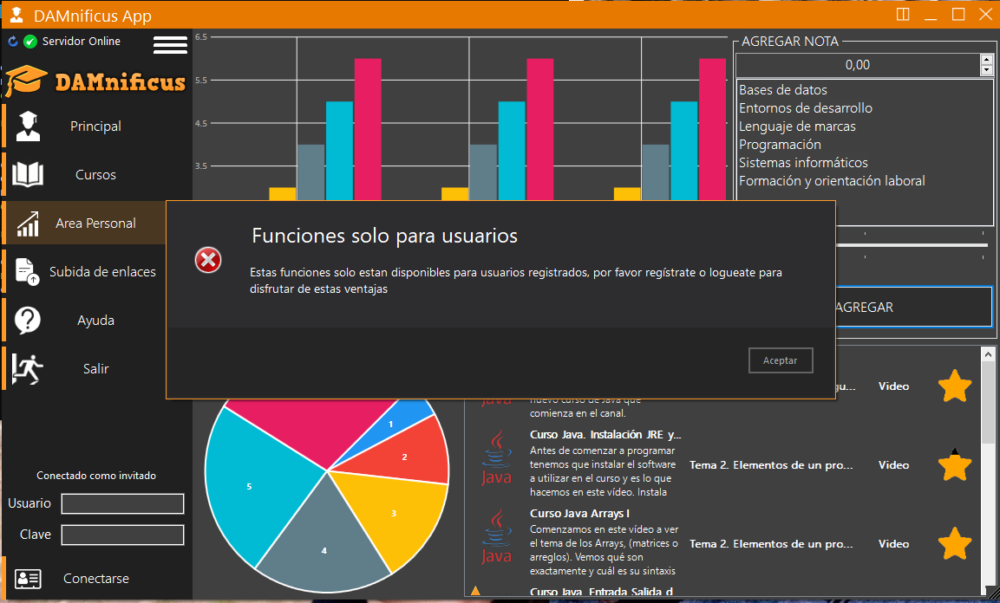 DAMnificus App
Servidor Online
DAMnificus
Principal
Cursos
Area Personal
Subida de enlaces
Ayuda
Salir
Conectado como invitado
Usuario
Clave
Conectarse
6.5
5.5
4.5
3.5
AGREGAR NOTA
0,00
Bases de datos
Entornos de desarrollo
Lenguaje de marcas
Programación
Sistemas informáticos
Formación y orientación laboral
AGREGAR
Funciones solo para usuarios
Estas funciones solo estan disponibles para usuarios registrados, por favor regístrate o logueate para
disfrutar de estas ventajas
Aceptar
1
2
3
4
5
Java
nuevo curso de Java que
comienza en el canal.
Video
Java
Curso Java. Instalación JRE y...
Antes de comenzar a programar
tenemos que instalar el software
a utilizar en el curso y es lo que
hacemos en este vídeo. Instala
Tema 2. Elementos de un pro...
Video
Java
Curso Java Arrays I
Comenzamos en este vídeo a ver
el tema de los Arrays, (matrices o
arreglos). Vemos qué son
exactamente y cuál es su sintaxis
Tema 2. Elementos de un pro...
Video
Curso Java. Entrada Salida d